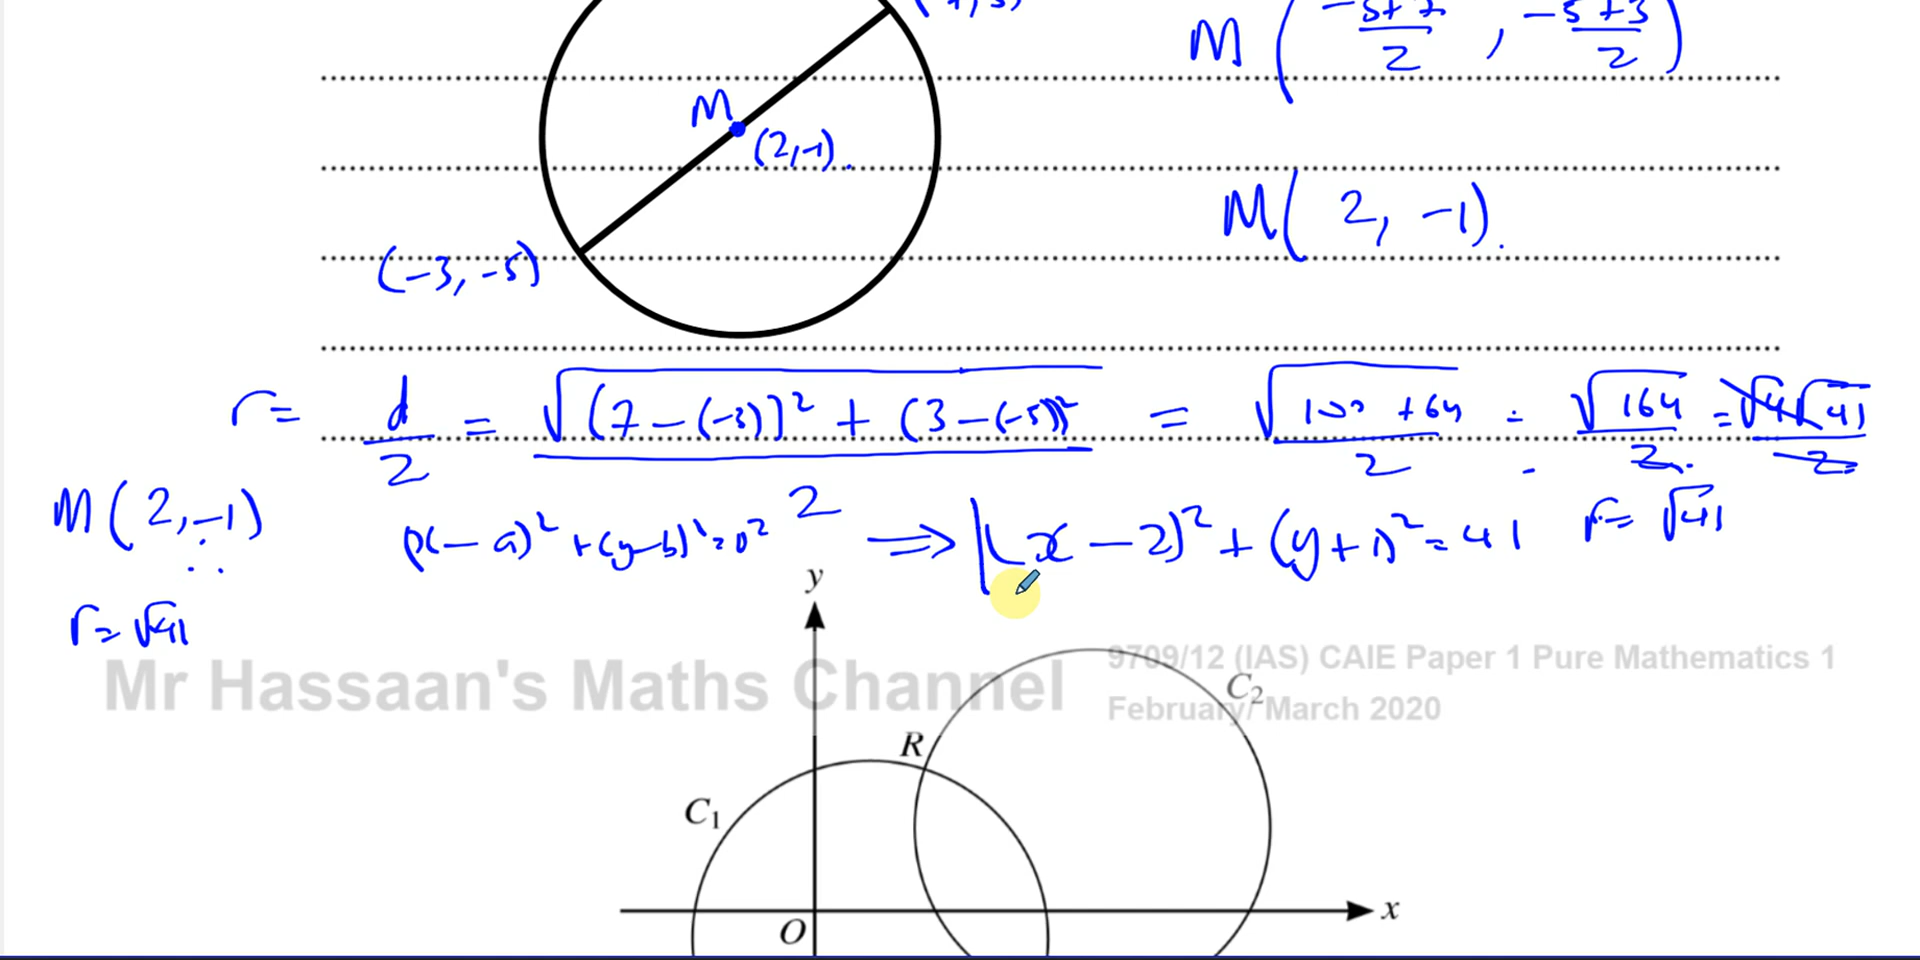 M ( -3+7/2 , -5+3/2 )
M
(2,-1).
M( 2, -1).
(-3, -5)
r= d/2 = √(7-(-3))² + (3-(-5))² / 2 = √100+64 / 2 = √164 / 2 = √4√41 / 2
M(2,-1)
(x-a)²+(y-b)²=r² ⟹ (x-2)²+(y+1)²=41 r=√41
r=√41
y
Mr Hassaan's Maths Channel
9709/12 (IAS) CAIE Paper 1 Pure Mathematics 1
February/March 2020
C₂
R
C₁
O
x